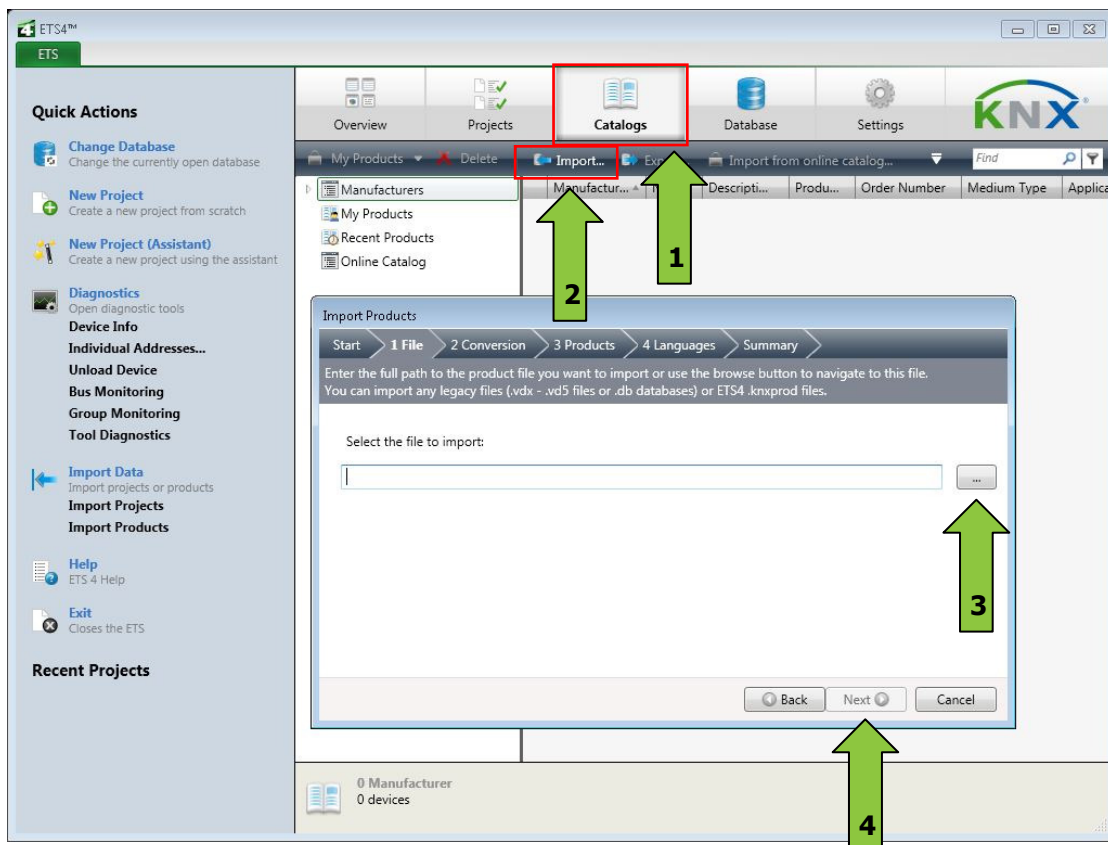 ETS4™
ETS
Quick Actions
Change Database
Change the currently open database
New Project
Create a new project from scratch
New Project (Assistant)
Create a new project using the assistant
Diagnostics
Open diagnostic tools
Device Info
Individual Addresses...
Unload Device
Bus Monitoring
Group Monitoring
Tool Diagnostics
Import Data
Import projects or products
Import Projects
Import Products
Help
ETS 4 Help
Exit
Closes the ETS
Recent Projects
Overview Projects Catalogs Database Settings
KNX®
My Products Delete Import... Import from online catalog... Find
Manufacturers
My Products
Recent Products
Online Catalog
Manufactur... Descripti... Produ... Order Number Medium Type Applica
1
2
Import Products
Start 1 File 2 Conversion 3 Products 4 Languages Summary
Enter the full path to the product file you want to import or use the browse button to navigate to this file.
You can import any legacy files (.vdx - .vd5 files or .db databases) or ETS4 .knxprod files.
Select the file to import:
...
3
Back Next Cancel
4
0 Manufacturer
0 devices